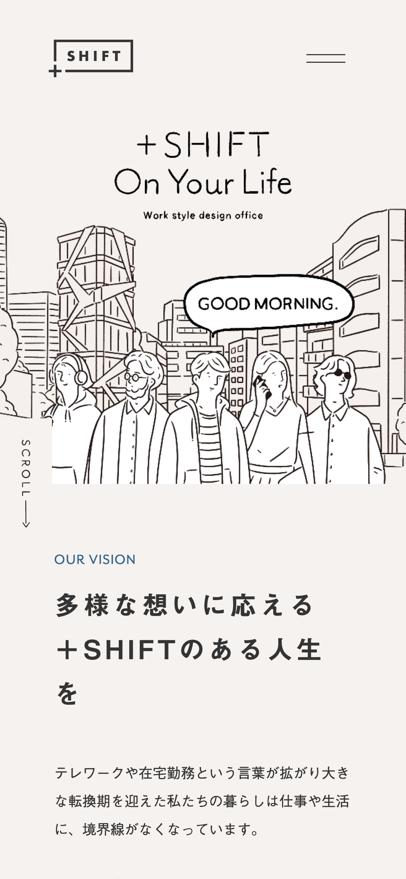 SHIFT
+SHIFT
On Your Life
Work style design office
GOOD MORNING.
SCROLL
OUR VISION
多様な想いに応える
＋SHIFTのある人生
を
テレワークや在宅勤務という言葉が拡がり大き
な転換期を迎えた私たちの暮らしは仕事や生活
に、境界線がなくなっています。